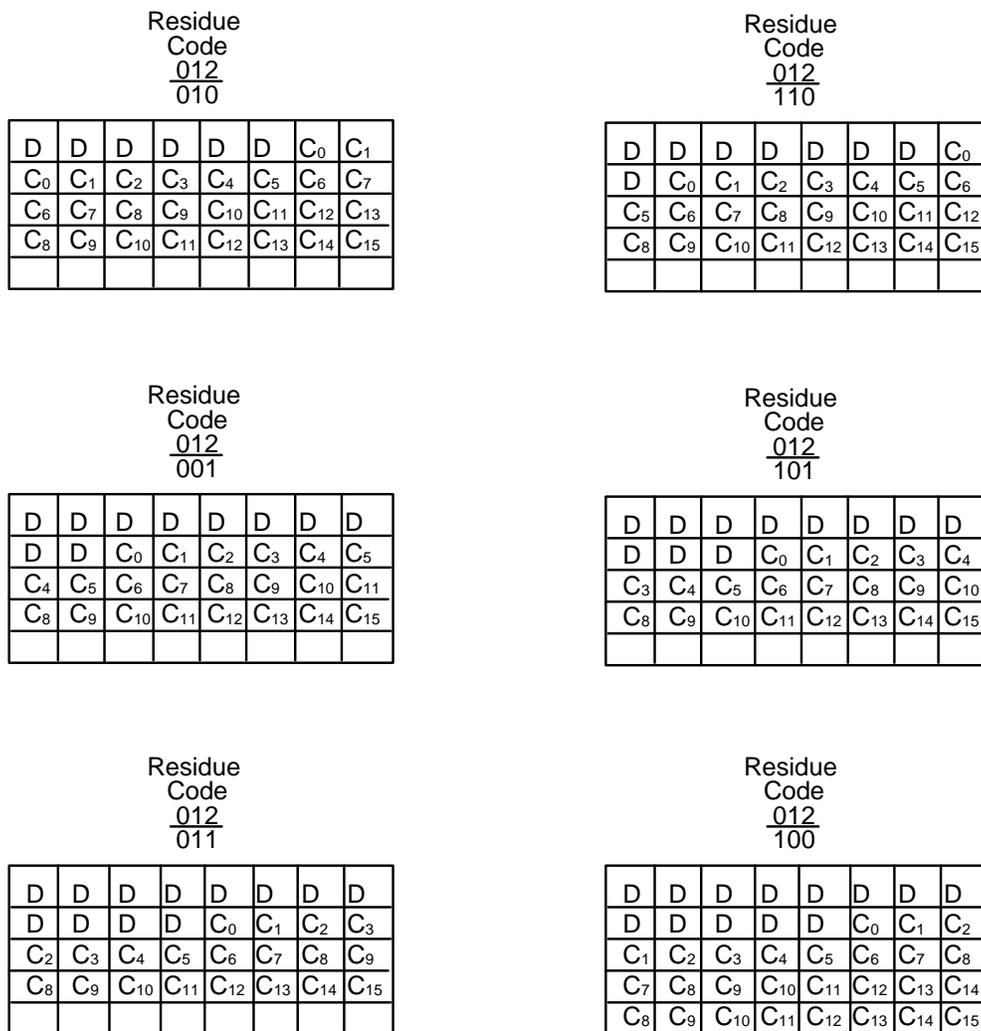 Residue
Code
012
010
D D D D D D C₀ C₁
C₀ C₁ C₂ C₃ C₄ C₅ C₆ C₇
C₆ C₇ C₈ C₉ C₁₀ C₁₁ C₁₂ C₁₃
C₈ C₉ C₁₀ C₁₁ C₁₂ C₁₃ C₁₄ C₁₅
Residue
Code
012
110
D D D D D D D C₀
D C₀ C₁ C₂ C₃ C₄ C₅ C₆
C₅ C₆ C₇ C₈ C₉ C₁₀ C₁₁ C₁₂
C₈ C₉ C₁₀ C₁₁ C₁₂ C₁₃ C₁₄ C₁₅
Residue
Code
012
001
D D D D D D D D
D D C₀ C₁ C₂ C₃ C₄ C₅
C₄ C₅ C₆ C₇ C₈ C₉ C₁₀ C₁₁
C₈ C₉ C₁₀ C₁₁ C₁₂ C₁₃ C₁₄ C₁₅
Residue
Code
012
101
D D D D D D D D
D D D C₀ C₁ C₂ C₃ C₄
C₃ C₄ C₅ C₆ C₇ C₈ C₉ C₁₀
C₈ C₉ C₁₀ C₁₁ C₁₂ C₁₃ C₁₄ C₁₅
Residue
Code
012
011
D D D D D D D D
D D D D C₀ C₁ C₂ C₃
C₂ C₃ C₄ C₅ C₆ C₇ C₈ C₉
C₈ C₉ C₁₀ C₁₁ C₁₂ C₁₃ C₁₄ C₁₅
Residue
Code
012
100
D D D D D D D D
D D D D D C₀ C₁ C₂
C₁ C₂ C₃ C₄ C₅ C₆ C₇ C₈
C₇ C₈ C₉ C₁₀ C₁₁ C₁₂ C₁₃ C₁₄
C₈ C₉ C₁₀ C₁₁ C₁₂ C₁₃ C₁₄ C₁₅